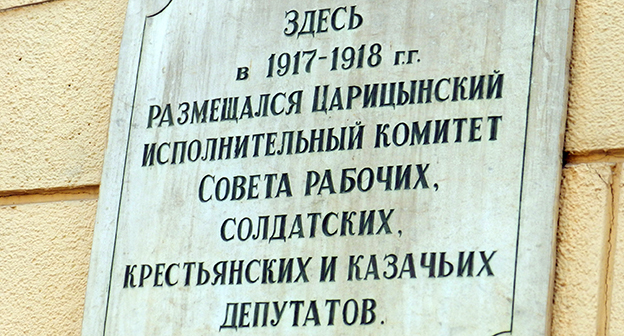 ЗДЕСЬ
в 1917-1918 г.г.
РАЗМЕЩАЛСЯ ЦАРИЦЫНСКИЙ
ИСПОЛНИТЕЛЬНЫЙ КОМИТЕТ
СОВЕТА РАБОЧИХ,
СОЛДАТСКИХ,
КРЕСТЬЯНСКИХ И КАЗАЧЬИХ
ДЕПУТАТОВ.